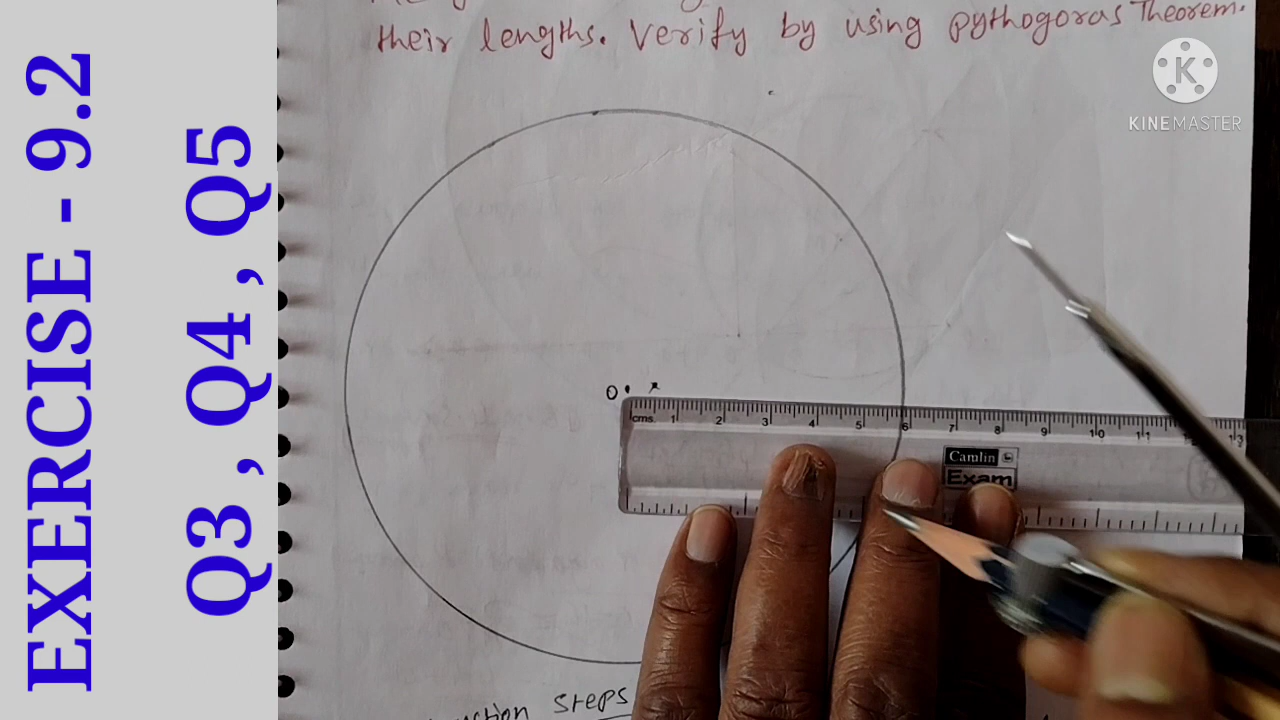 EXERCISE - 9.2
Q3, Q4, Q5
their lengths. Verify by using pythogoras Theorem.
K
KINEMASTER
O
cms. 1 2 3 4 5 6 7 8 9 10 11 13
Camlin
Exam
Steps